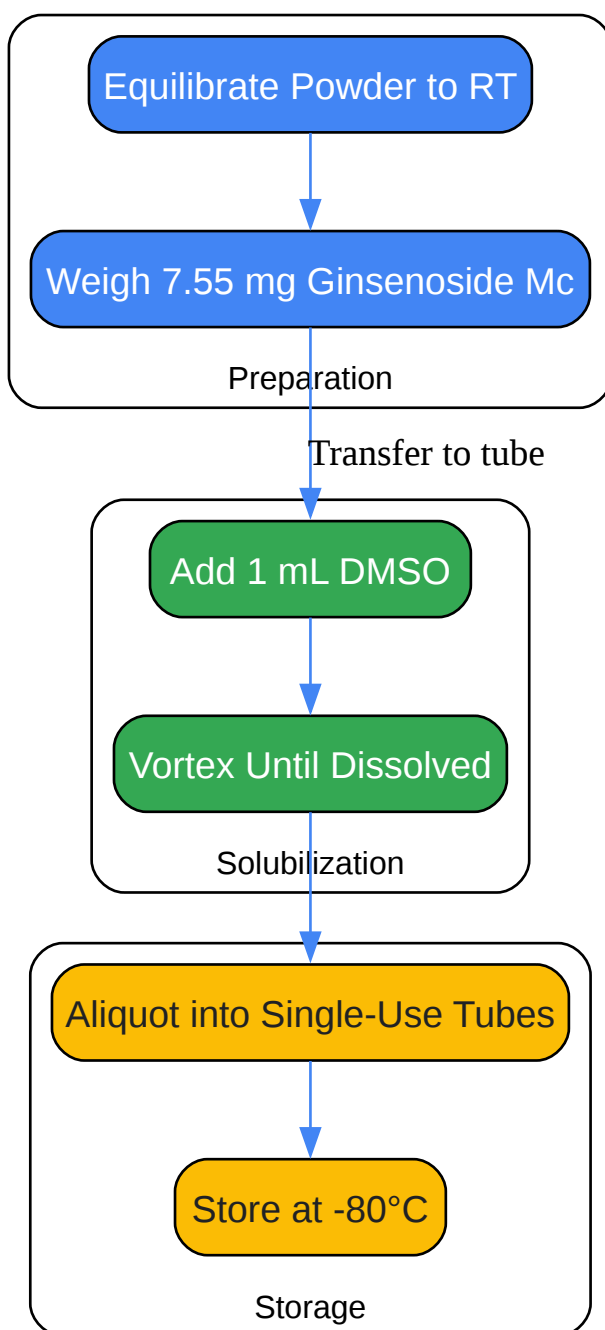 Equilibrate Powder to RT
Weigh 7.55 mg Ginsenoside Mc
Preparation
Transfer to tube
Add 1 mL DMSO
Vortex Until Dissolved
Solubilization
Aliquot into Single-Use Tubes
Store at -80°C
Storage